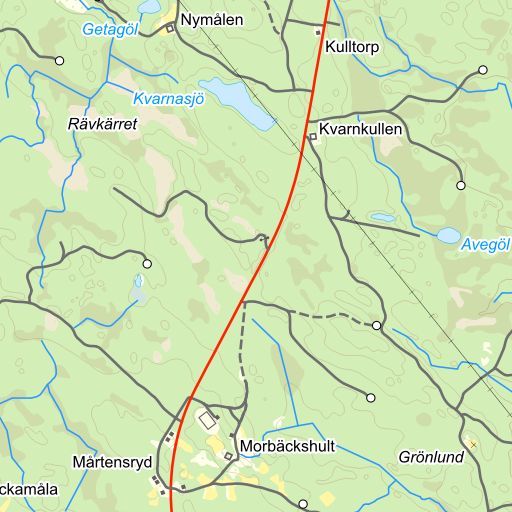 Nymålen
Getagöl
Kulltorp
Kvarnasjö
Rävkärret
Kvarnkullen
Avegöl
Morbäckshult
Grönlund
Mårtensryd
ckamåla